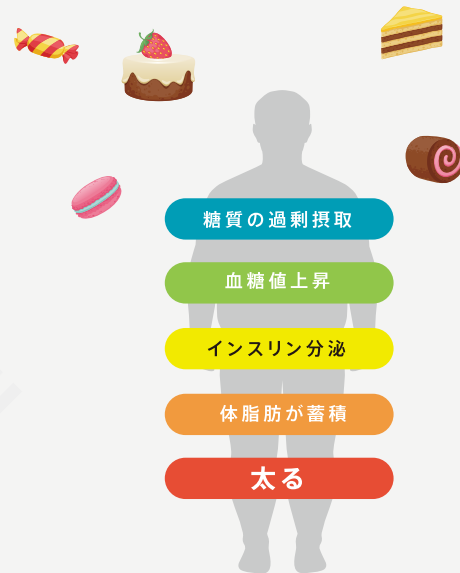 糖質の過剰摂取
血糖値上昇
インスリン分泌
体脂肪が蓄積
太る